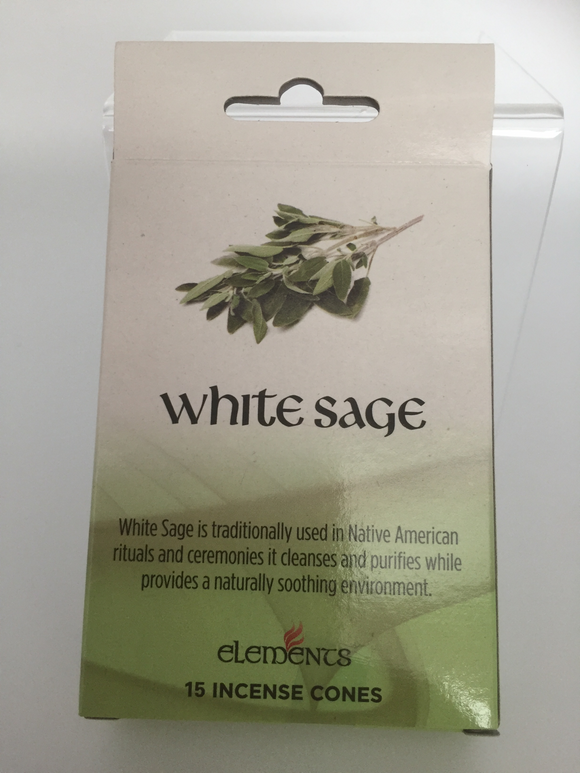 WHITE SAGE
White Sage is traditionally used in Native American
rituals and ceremonies it cleanses and purifies while
provides a naturally soothing environment.
elements
15 INCENSE CONES